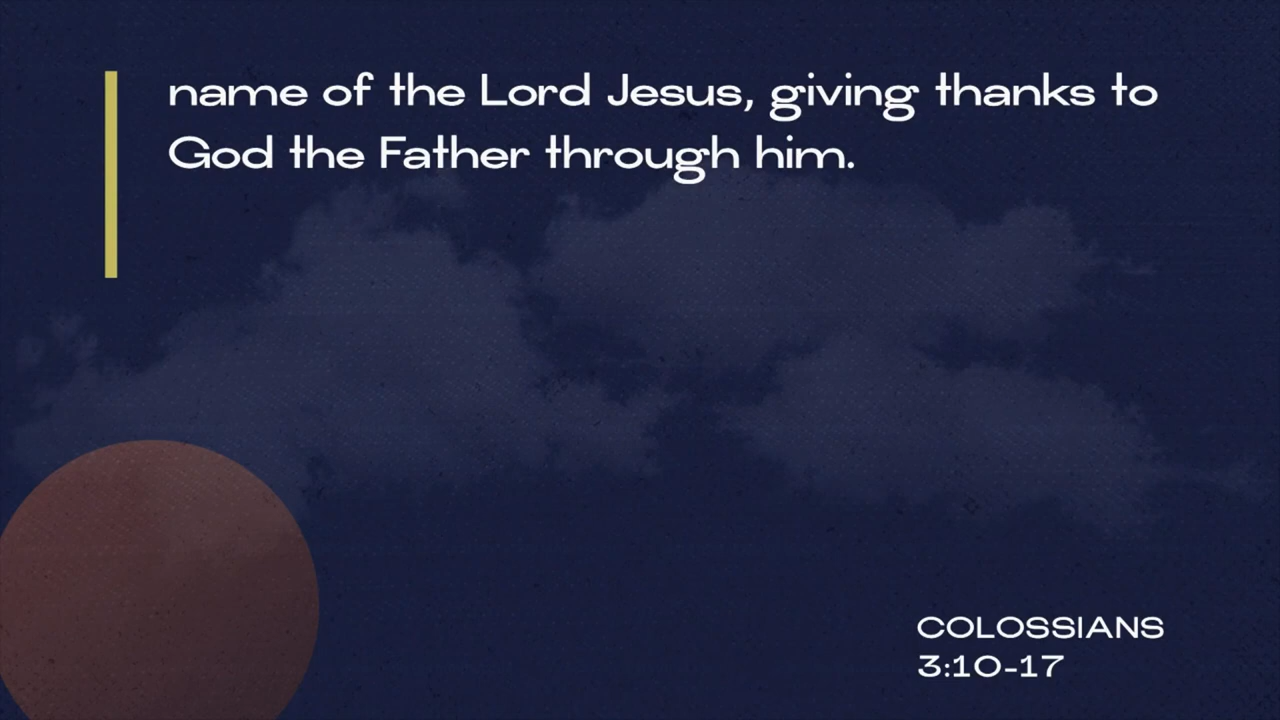 name of the Lord Jesus, giving thanks to
God the Father through him.
COLOSSIANS
3:10-17